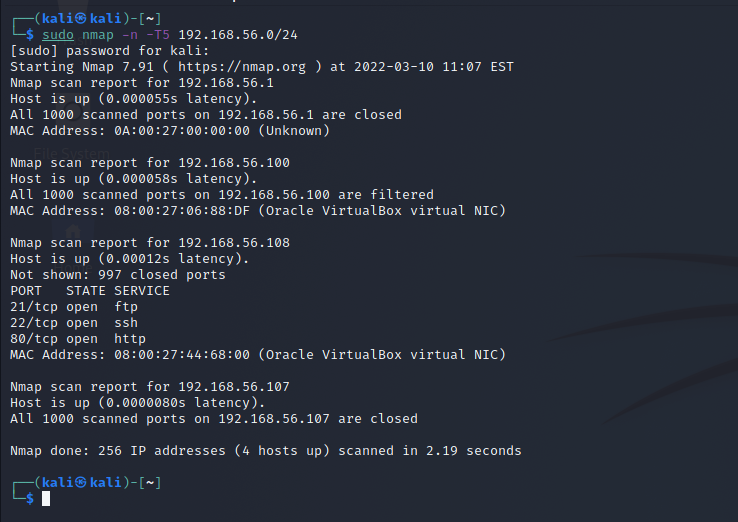 ┌──(kali㉿kali)-[~]
└─$ sudo nmap -n -T5 192.168.56.0/24
[sudo] password for kali:
Starting Nmap 7.91 ( https://nmap.org ) at 2022-03-10 11:07 EST
Nmap scan report for 192.168.56.1
Host is up (0.000055s latency).
All 1000 scanned ports on 192.168.56.1 are closed
MAC Address: 0A:00:27:00:00:00 (Unknown)
File System
Nmap scan report for 192.168.56.100
Host is up (0.000058s latency).
All 1000 scanned ports on 192.168.56.100 are filtered
MAC Address: 08:00:27:06:88:DF (Oracle VirtualBox virtual NIC)

Nmap scan report for 192.168.56.108
Host is up (0.00012s latency).
Not shown: 997 closed ports
PORT   STATE SERVICE
21/tcp open  ftp
22/tcp open  ssh
80/tcp open  http
MAC Address: 08:00:27:44:68:00 (Oracle VirtualBox virtual NIC)

Nmap scan report for 192.168.56.107
Host is up (0.0000080s latency).
All 1000 scanned ports on 192.168.56.107 are closed

Nmap done: 256 IP addresses (4 hosts up) scanned in 2.19 seconds

┌──(kali㉿kali)-[~]
└─$